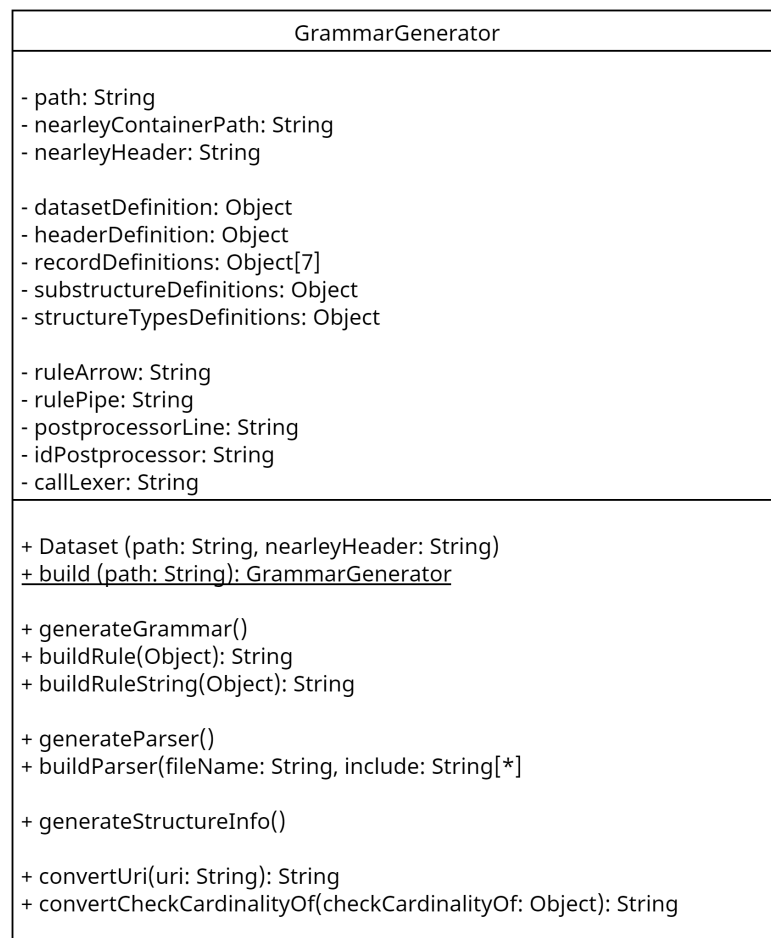 GrammarGenerator
- path: String
- nearleyContainerPath: String
- nearleyHeader: String
- datasetDefinition: Object
- headerDefinition: Object
- recordDefinitions: Object[7]
- substructureDefinitions: Object
- structureTypesDefinitions: Object
- ruleArrow: String
- rulePipe: String
- postprocessorLine: String
- idPostprocessor: String
- callLexer: String
+ Dataset (path: String, nearleyHeader: String)
+ build (path: String): GrammarGenerator
+ generateGrammar()
+ buildRule(Object): String
+ buildRuleString(Object): String
+ generateParser()
+ buildParser(fileName: String, include: String[*]
+ generateStructureInfo()
+ convertUri(uri: String): String
+ convertCheckCardinalityOf(checkCardinalityOf: Object): String